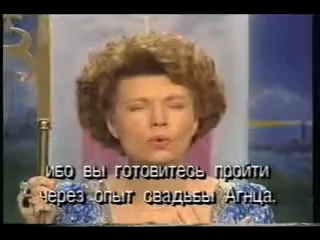 ибо вы готовитесь пройти
через опыт свадьбы Агнца.